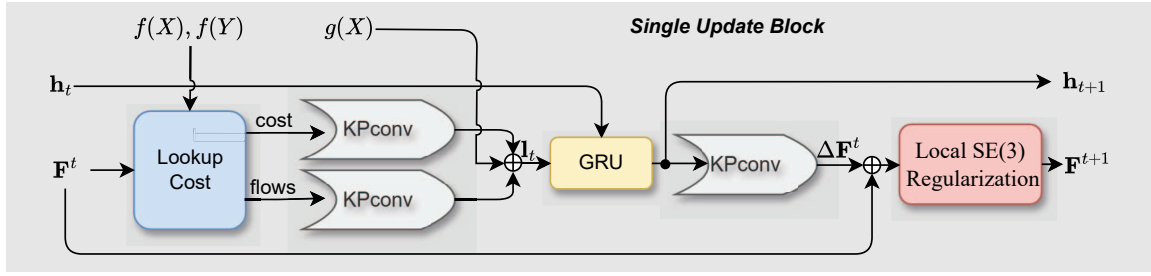 Single Update Block
f(X), f(Y)
g(X)
h_t
h_{t+1}
cost
KPconv
Lookup
Cost
F^t
flows
KPconv
l_t
GRU
KPconv
ΔF^t
Local SE(3)
Regularization
F^{t+1}